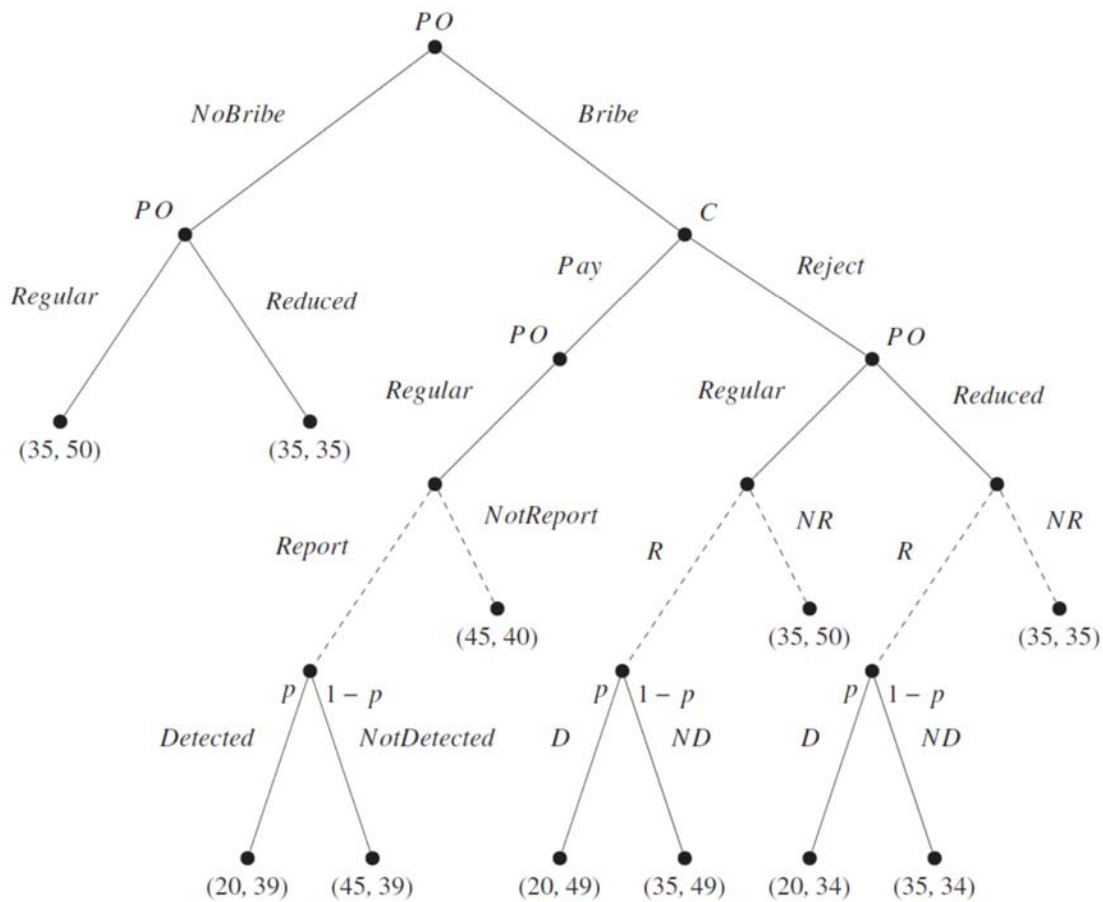 PO
NoBribe
Bribe
PO
C
Regular
Reduced
Pay
Reject
PO
PO
Regular
Regular
Reduced
(35, 50)
(35, 35)
Report
NotReport
R
NR
R
NR
(45, 40)
(35, 50)
(35, 35)
p
1 − p
p
1 − p
p
1 − p
Detected
NotDetected
D
ND
D
ND
(20, 39)
(45, 39)
(20, 49)
(35, 49)
(20, 34)
(35, 34)